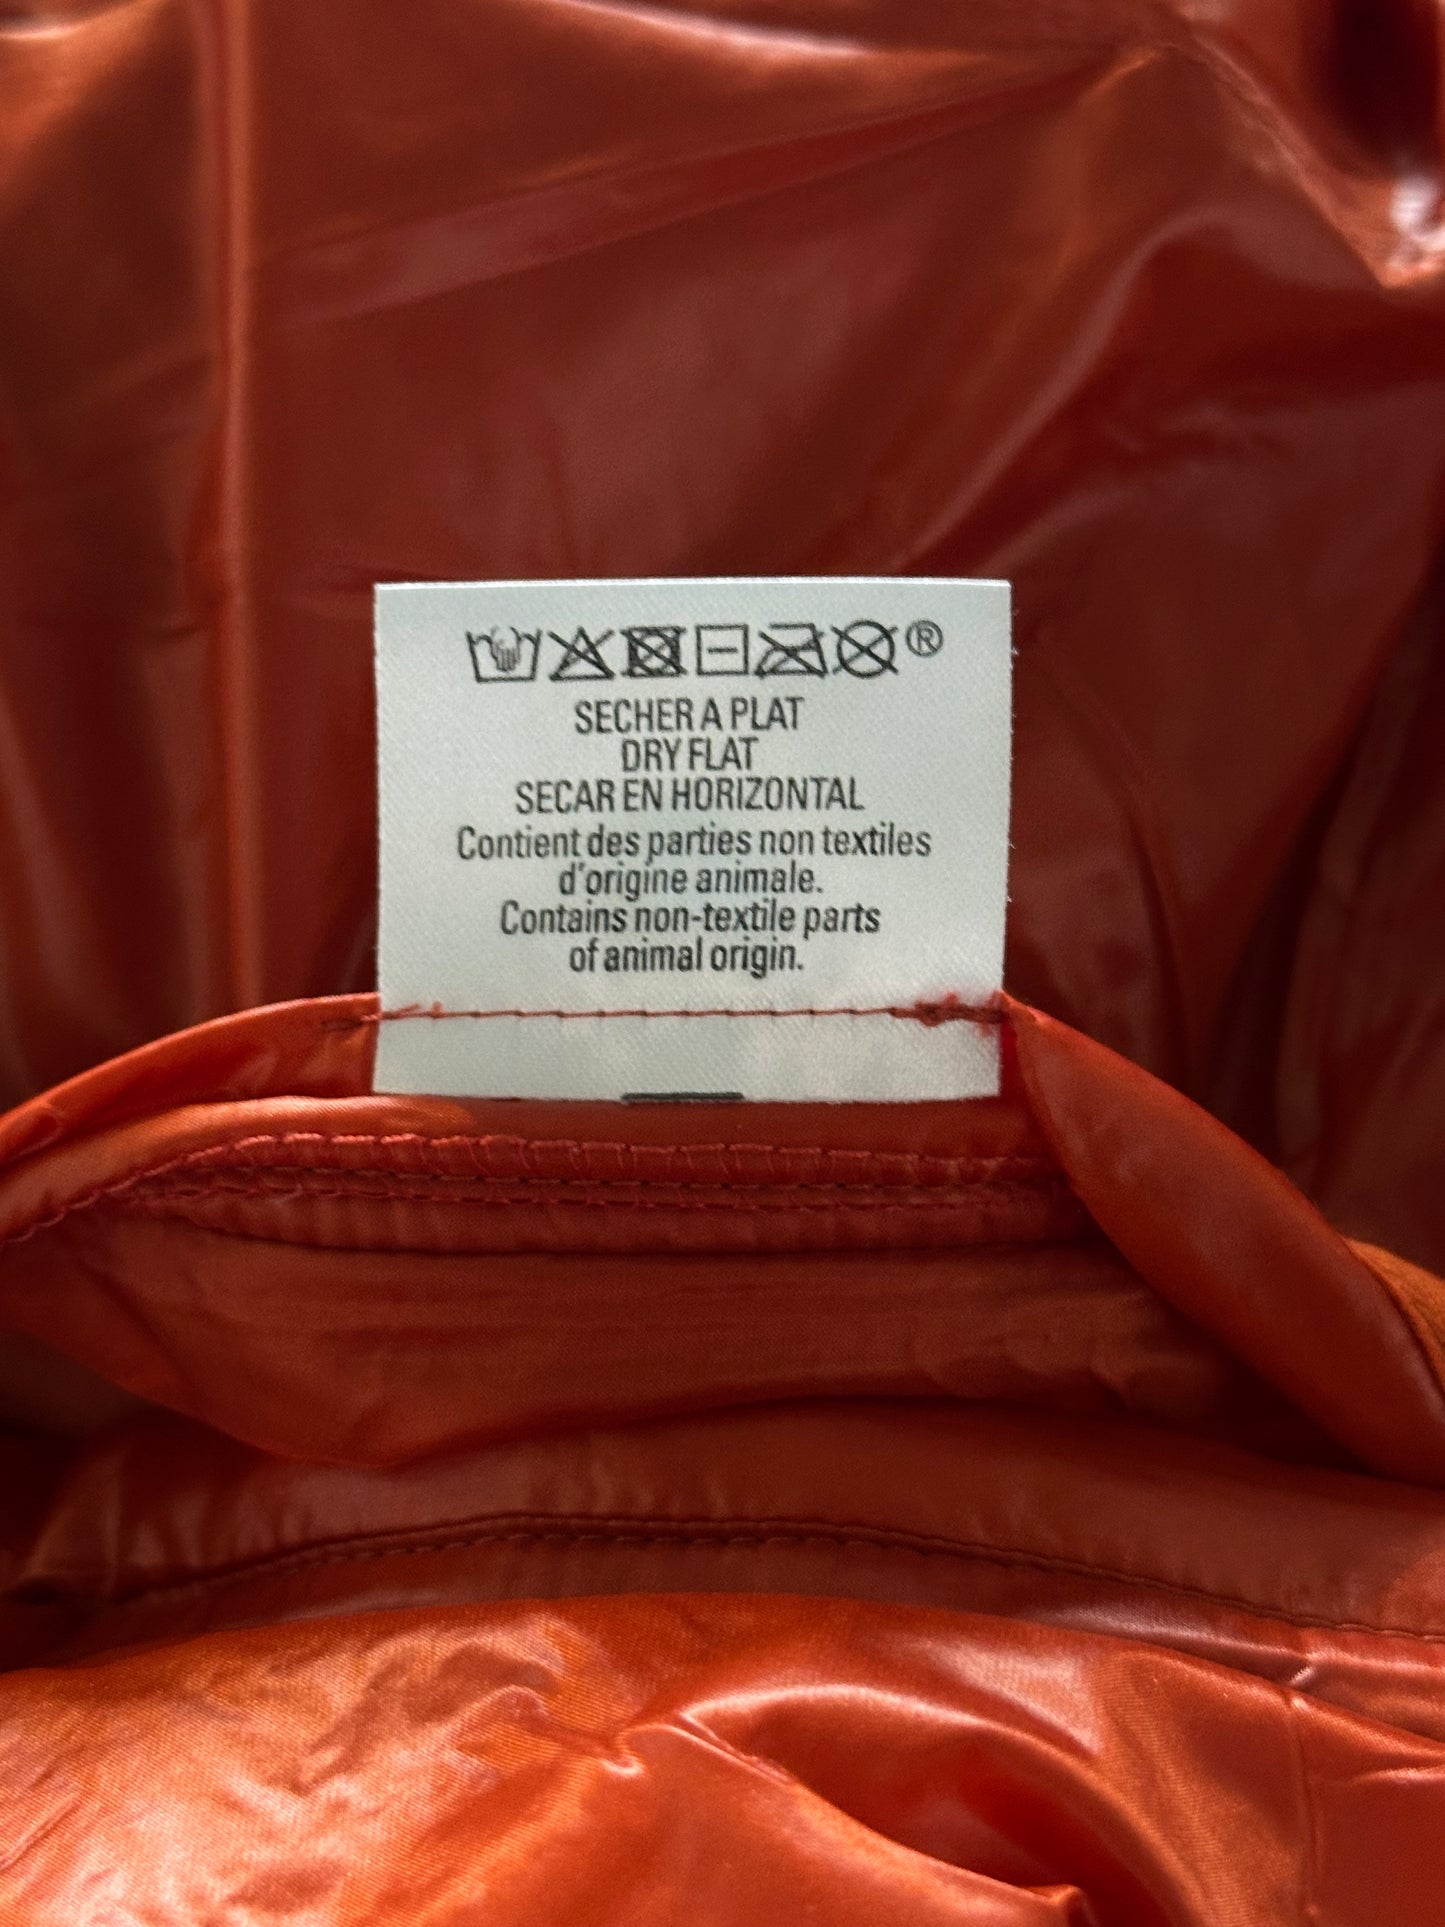 ®
SECHER A PLAT
DRY FLAT
SECAR EN HORIZONTAL
Contient des parties non textiles
d'origine animale.
Contains non-textile parts
of animal origin.